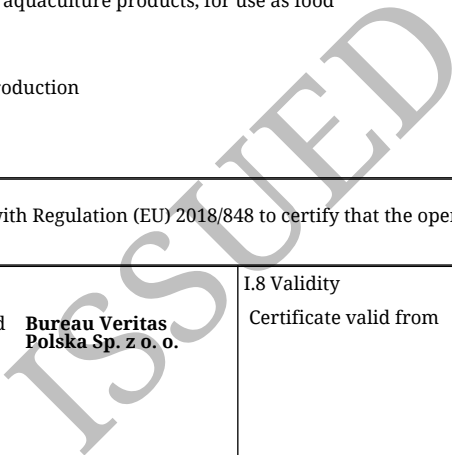 aquaculture products, for use as food
roduction
with Regulation (EU) 2018/848 to certify that the oper
I.8 Validity
d Bureau Veritas
Polska Sp. z o. o.
Certificate valid from
ISSUED